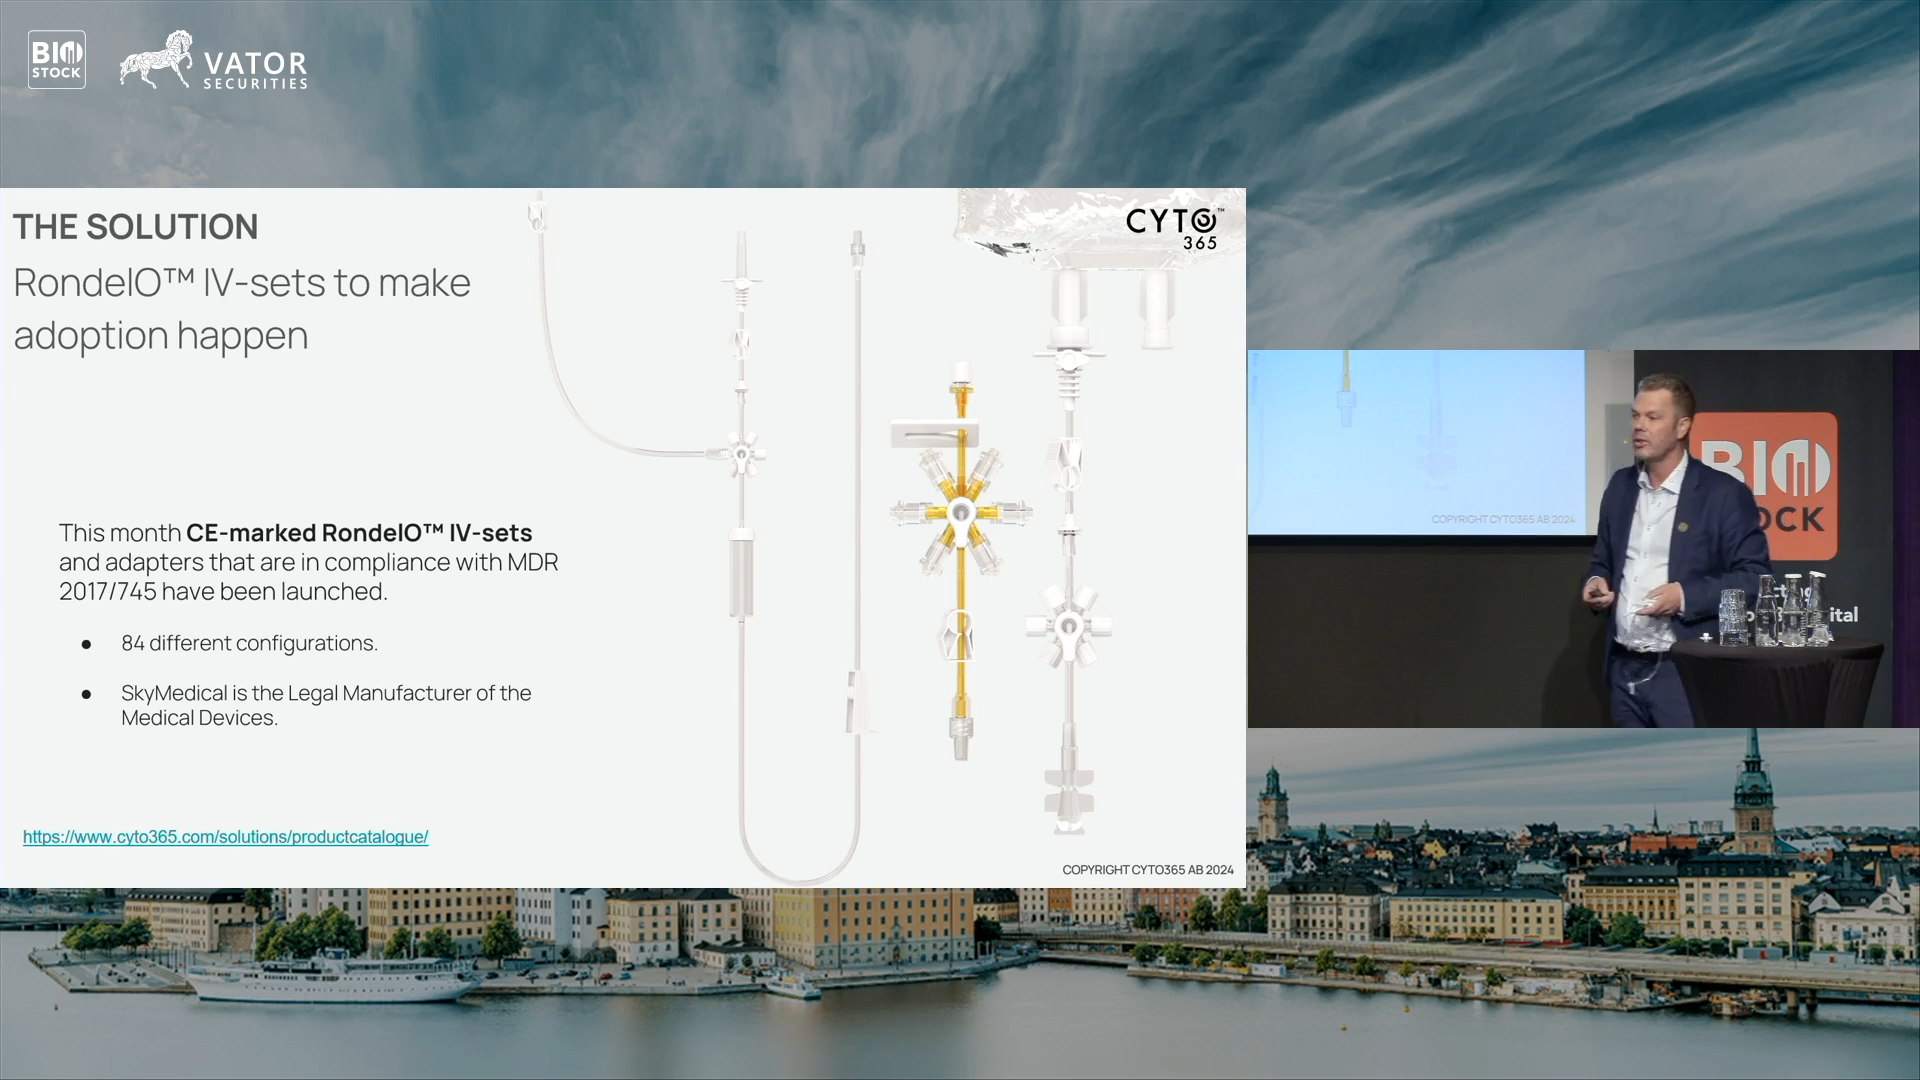 BIO
STOCK
VATOR
SECURITIES
THE SOLUTION
RondelO™ IV-sets to make
adoption happen
CYTO™
365
This month CE-marked RondelO™ IV-sets
and adapters that are in compliance with MDR
2017/745 have been launched.
● 84 different configurations.
● SkyMedical is the Legal Manufacturer of the
Medical Devices.
https://www.cyto365.com/solutions/productcatalogue/
COPYRIGHT CYTO365 AB 2024
COPYRIGHT CYTO365 AB 2024
BIO
OCK